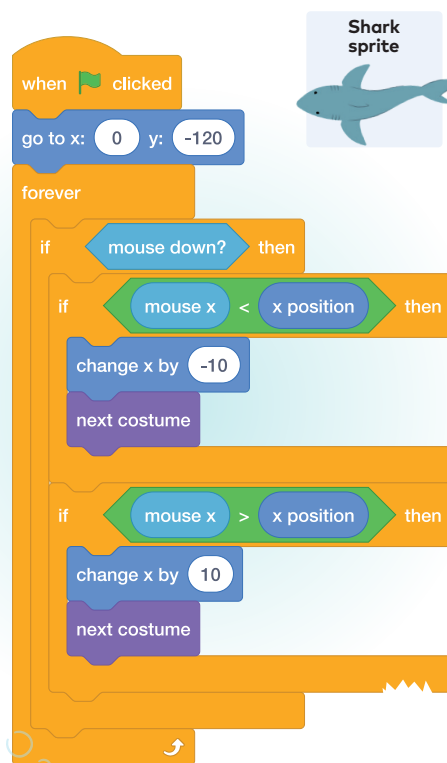 Shark
sprite
when clicked
go to x: 0 y: -120
forever
if mouse down? then
if mouse x < x position then
change x by -10
next costume
if mouse x > x position then
change x by 10
next costume